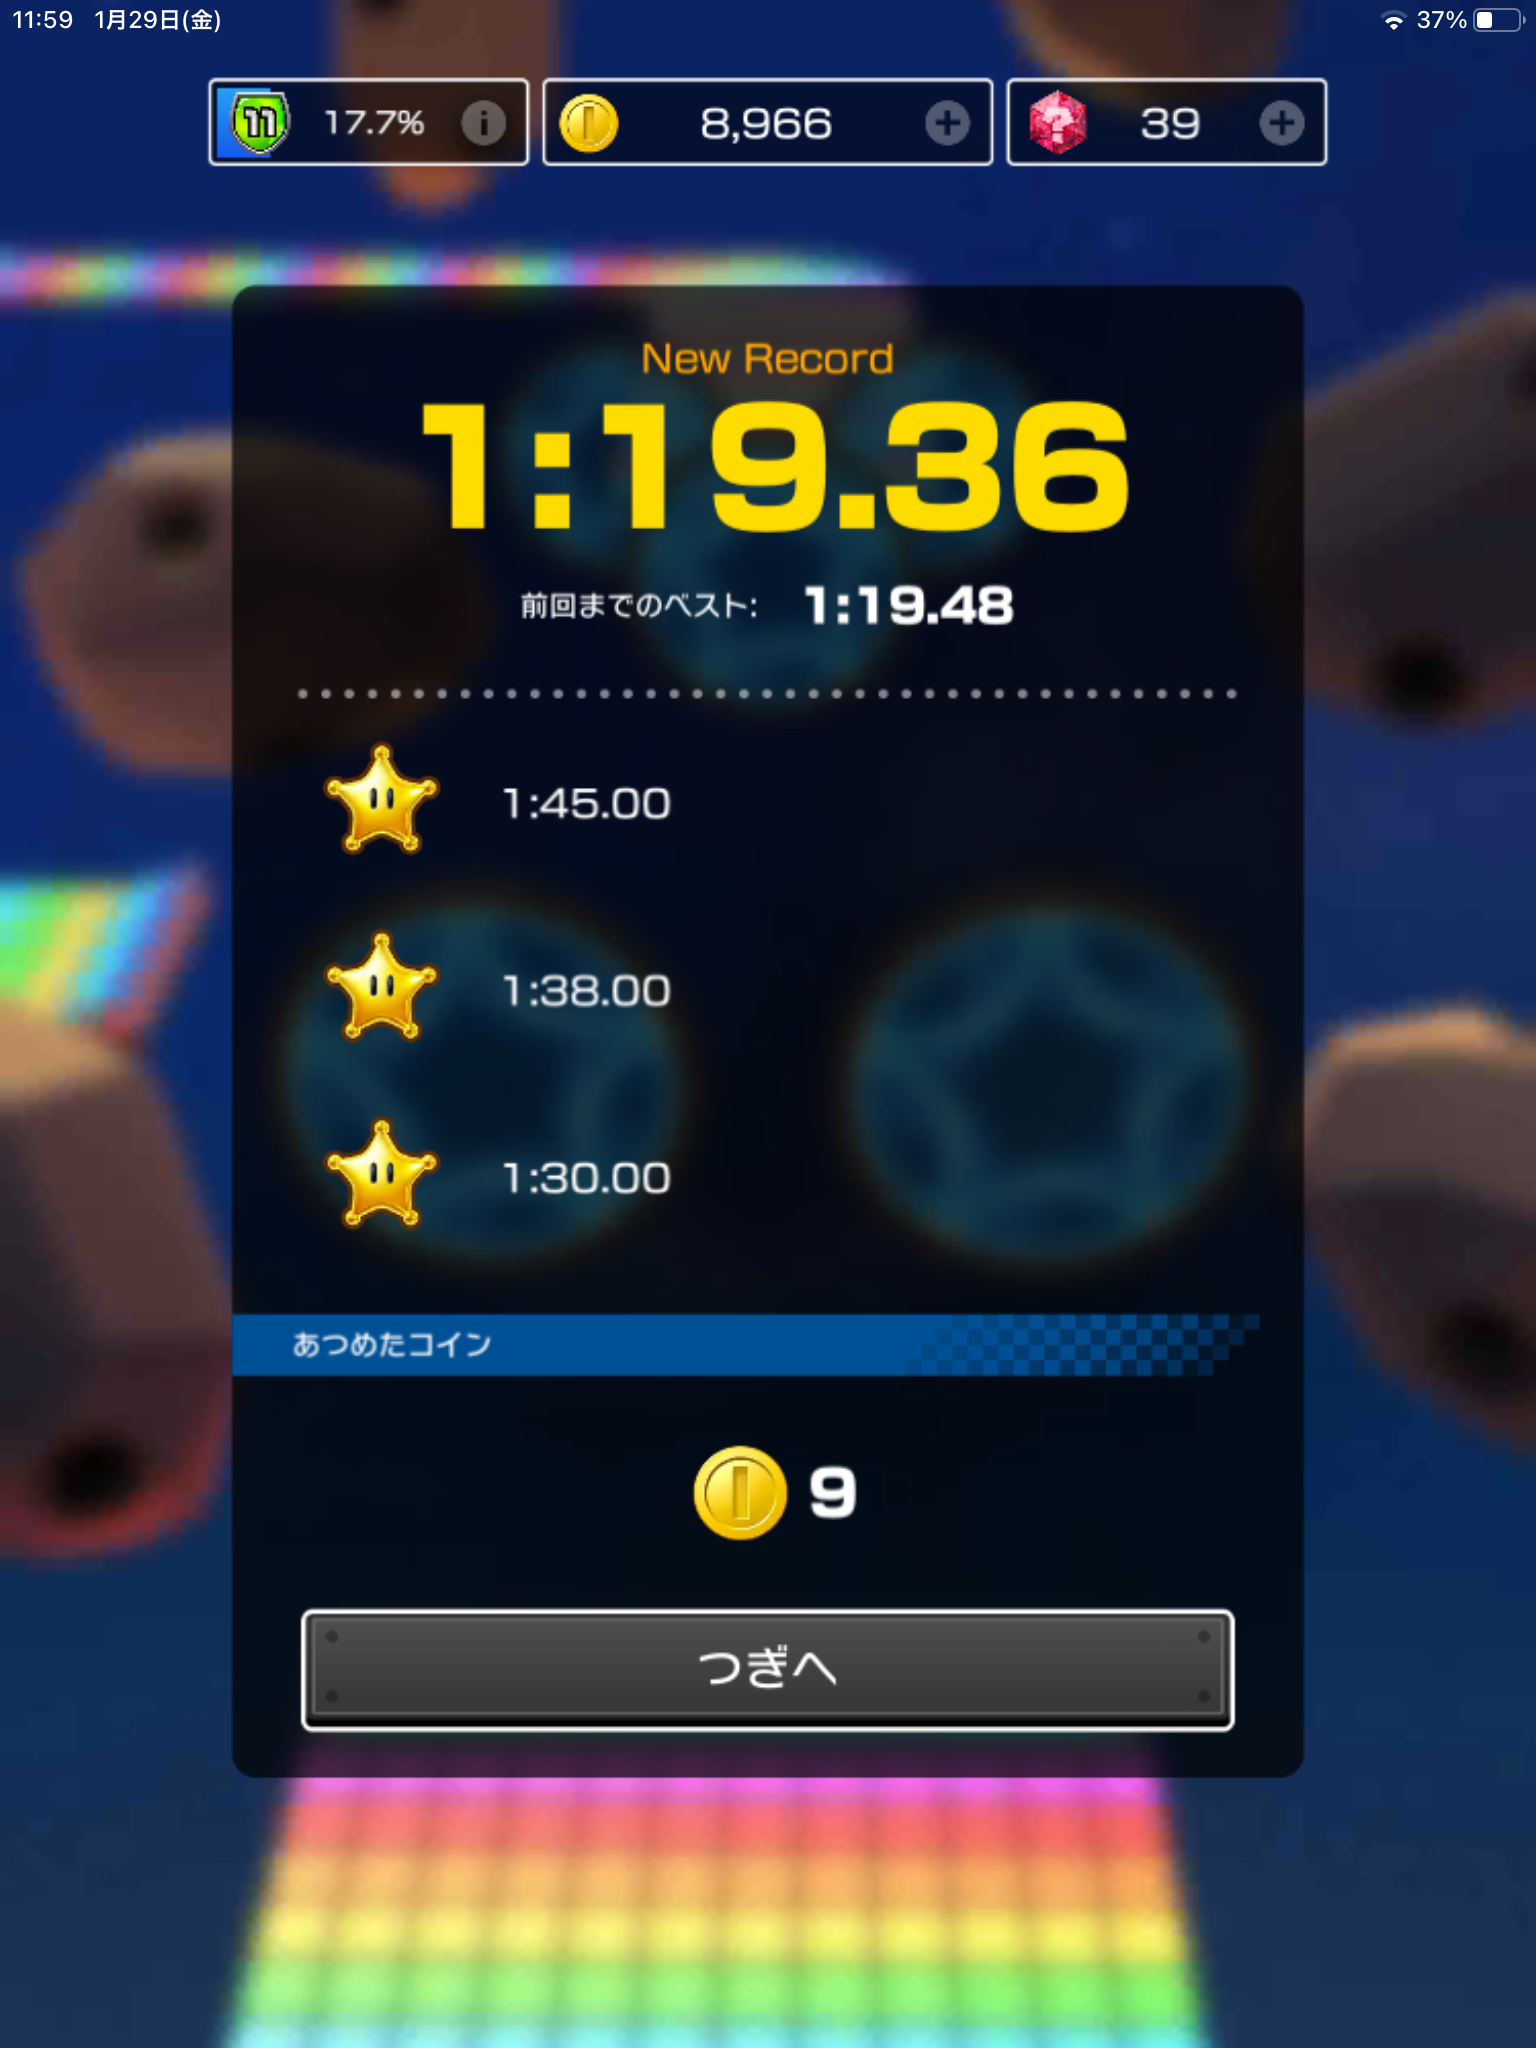 11:59 1月29日(金) 37%
11 17.7% i 8,966 + ? 39 +
New Record
1:19.36
前回までのベスト: 1:19.48
1:45.00
1:38.00
1:30.00
あつめたコイン
9
つぎへ